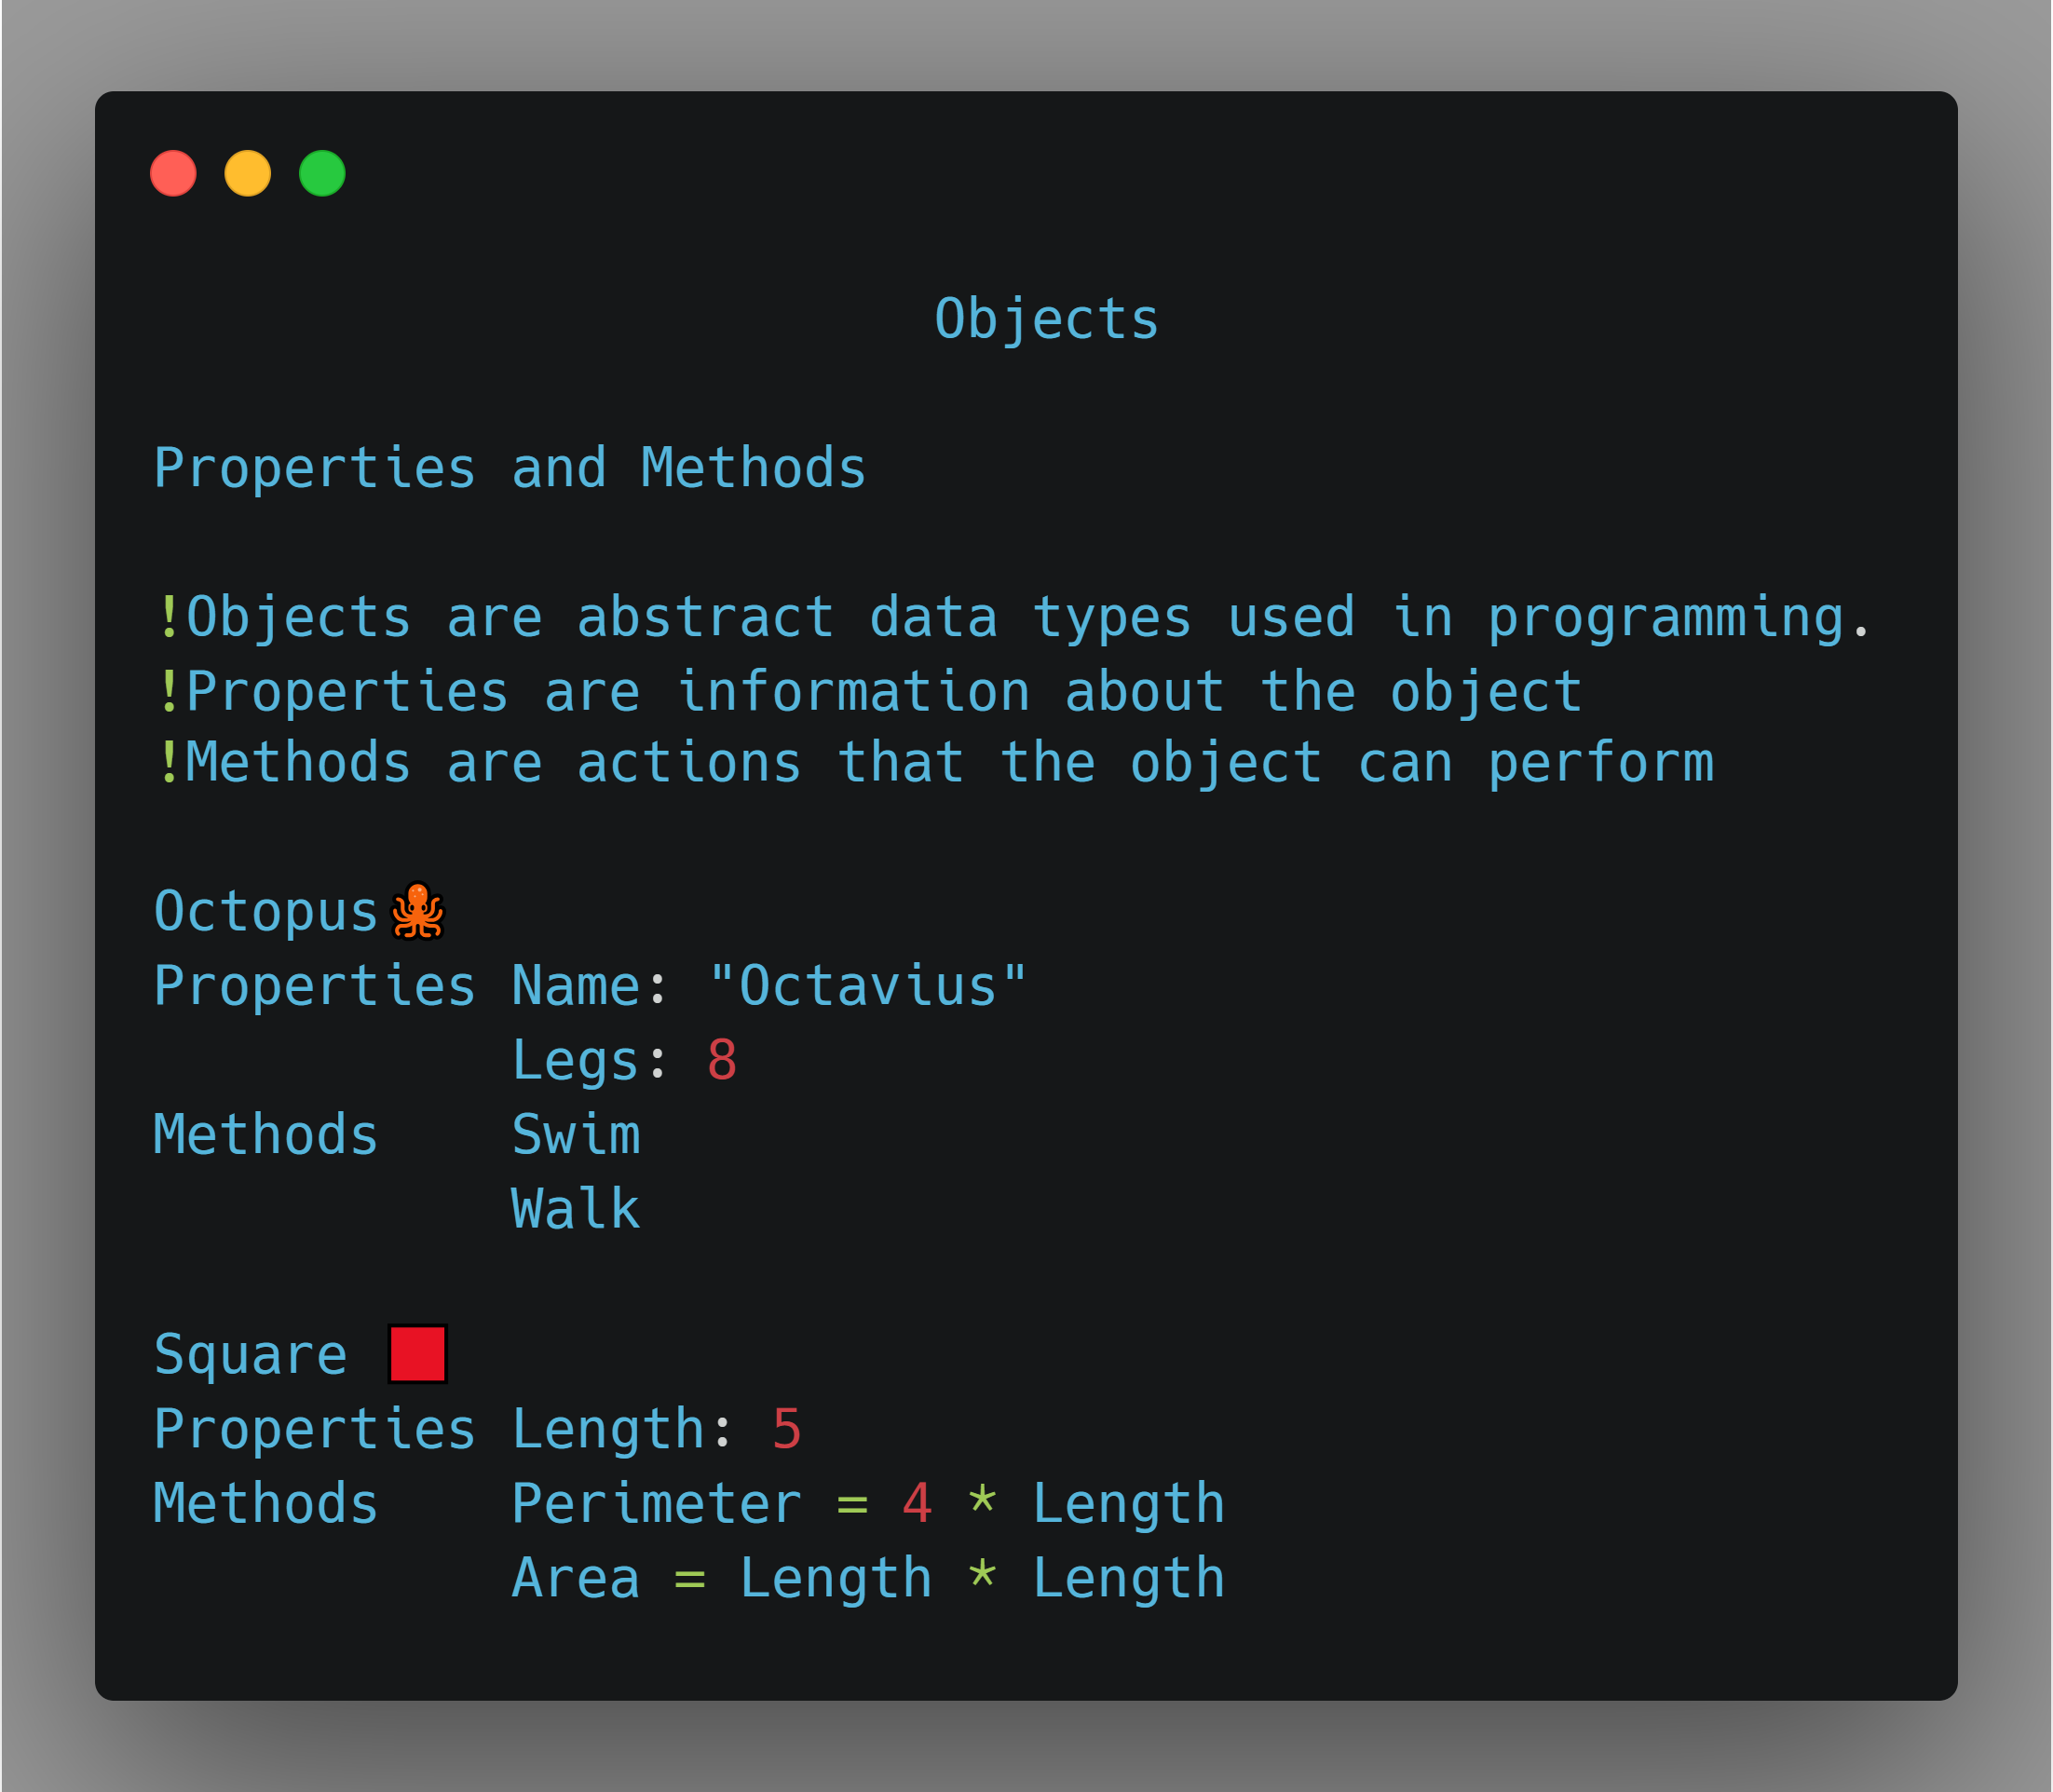 Objects
Properties and Methods
!Objects are abstract data types used in programming.
!Properties are information about the object
!Methods are actions that the object can perform
Octopus🐙
Properties Name: "Octavius"
Legs: 8
Methods Swim
Walk
Square 🟥
Properties Length: 5
Methods Perimeter = 4 * Length
Area = Length * Length